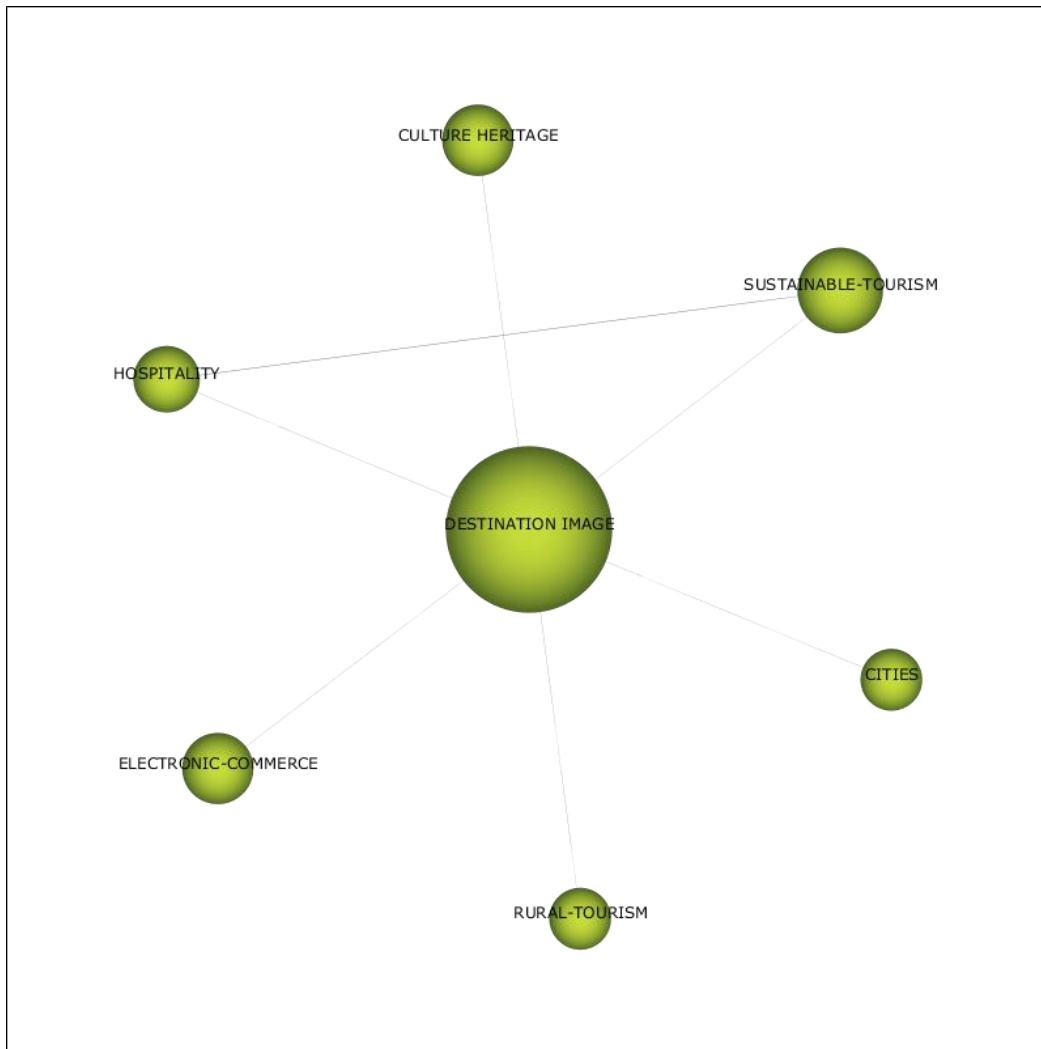 CULTURE HERITAGE
SUSTAINABLE-TOURISM
HOSPITALITY
DESTINATION IMAGE
CITIES
ELECTRONIC-COMMERCE
RURAL-TOURISM